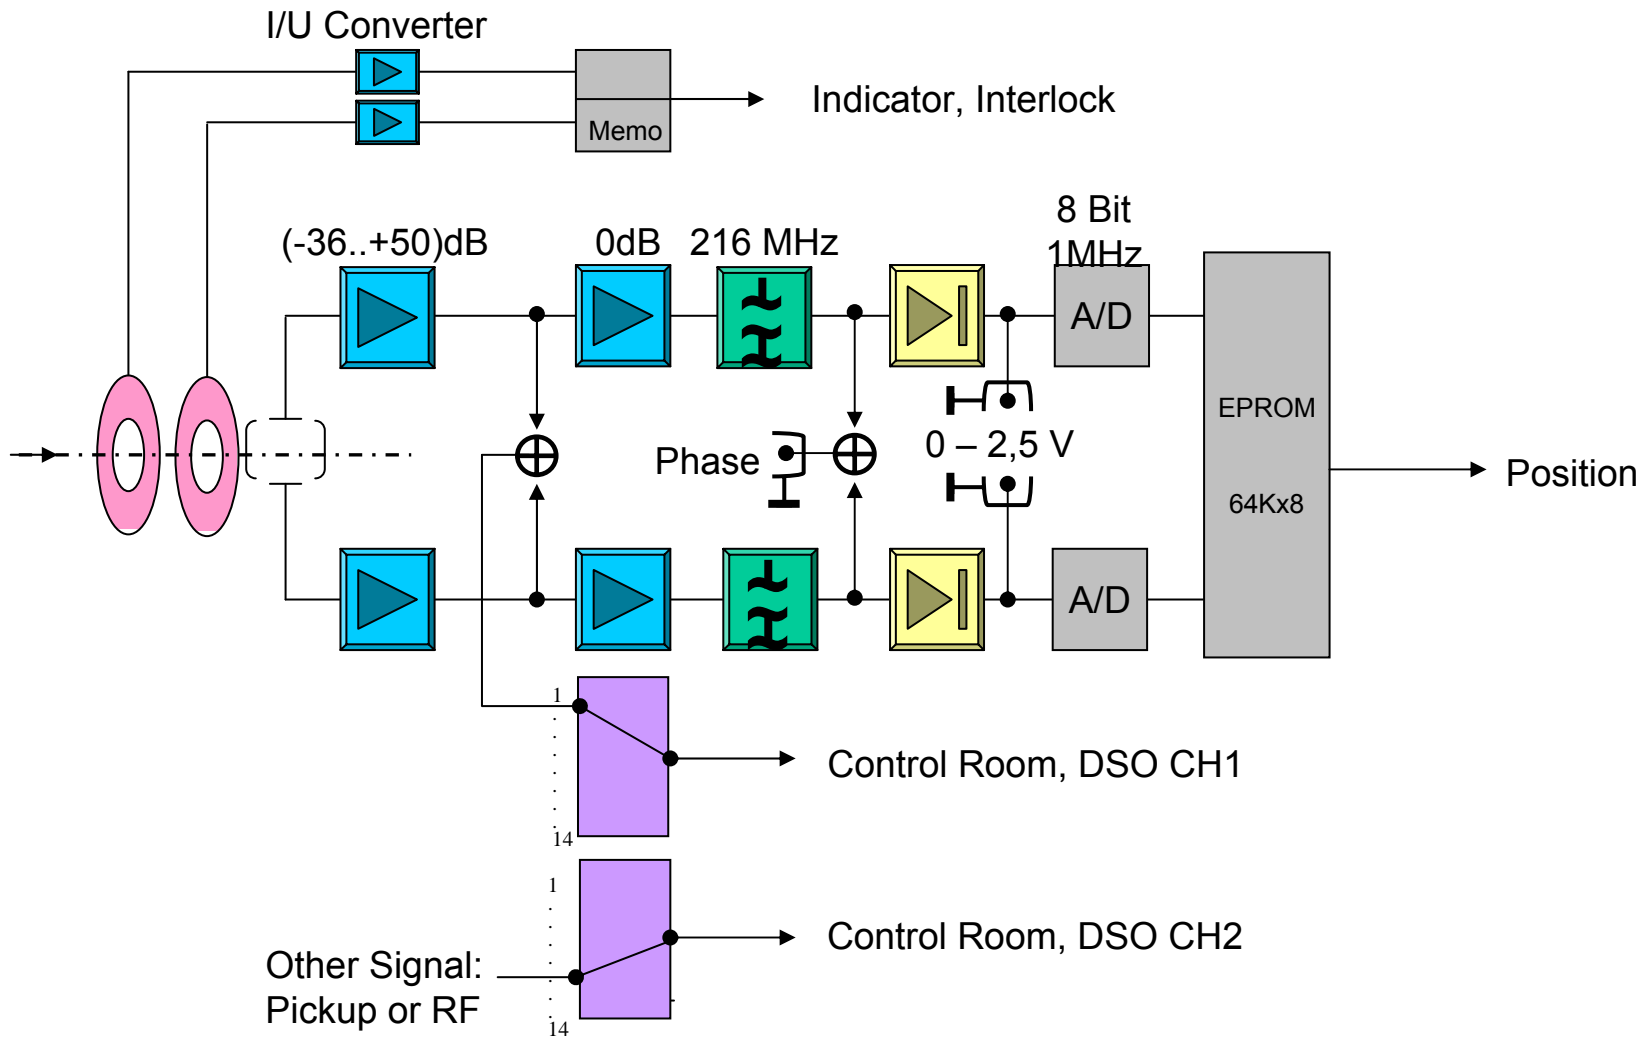 I/U Converter
Indicator, Interlock
Memo
8 Bit
(-36..+50)dB
0dB
216 MHz
1MHz
A/D
EPROM
0 – 2,5 V
Phase
Position
64Kx8
A/D
1
14
Control Room, DSO CH1
1
Control Room, DSO CH2
Other Signal:
Pickup or RF
14